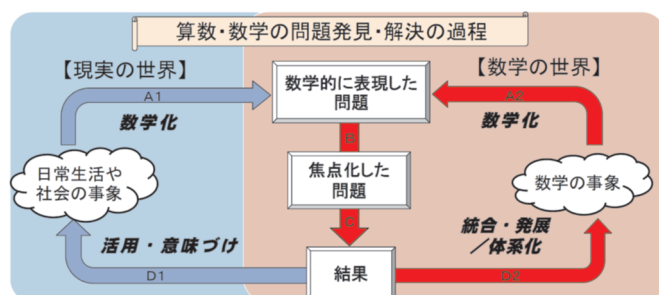 算数・数学の問題発見・解決の過程
【現実の世界】
【数学の世界】
A1
数学化
数学的に表現した
問題
A2
数学化
B
日常生活や
社会の事象
焦点化した
問題
数学の事象
C
活用・意味づけ
統合・発展
／体系化
D1
結果
D2